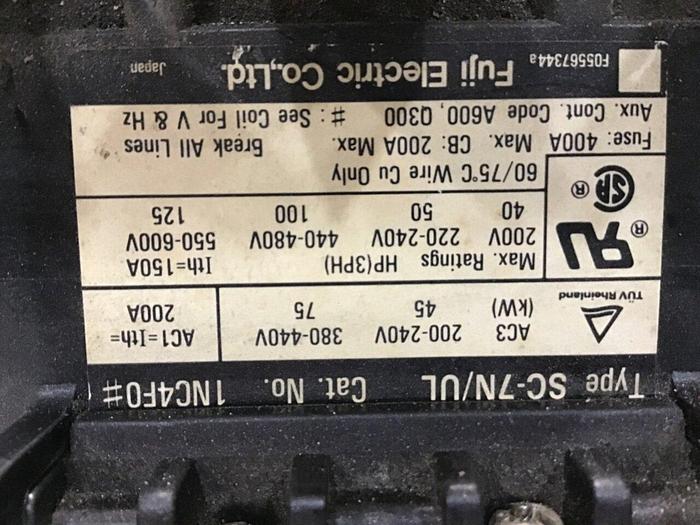 Type SC-7N/UL Cat. No. 1NC4F0#
TÜV Rheinland
AC3 200-240V 380-440V
(kW) 45 75
AC1=Ith=
200A
Max. Ratings HP(3PH) Ith=150A
200V 220-240V 440-480V 550-600V
40 50 100 125
60/75°C Wire Cu Only
Fuse: 400A Max. CB: 200A Max. Break All Lines
Aux. Cont. Code A600, Q300 #: See Coil For V & Hz
F05567344a Fuji Electric Co.,Ltd. Japan